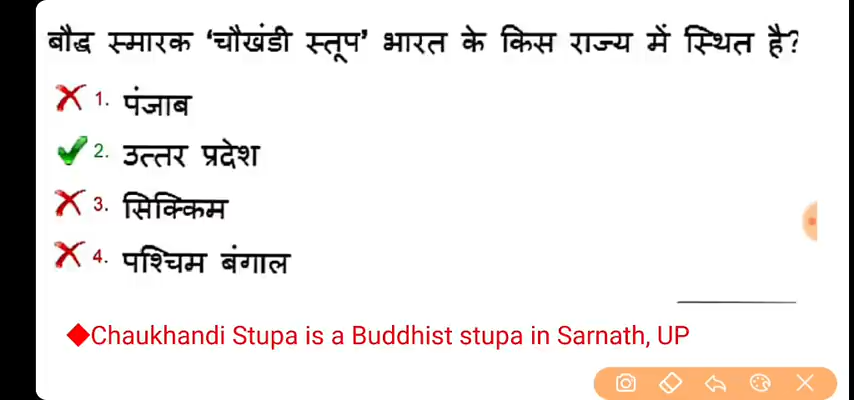 बौद्ध स्मारक ‘चौखंडी स्तूप’ भारत के किस राज्य में स्थित है?
1. पंजाब
2. उत्तर प्रदेश
3. सिक्किम
4. पश्चिम बंगाल
Chaukhandi Stupa is a Buddhist stupa in Sarnath, UP